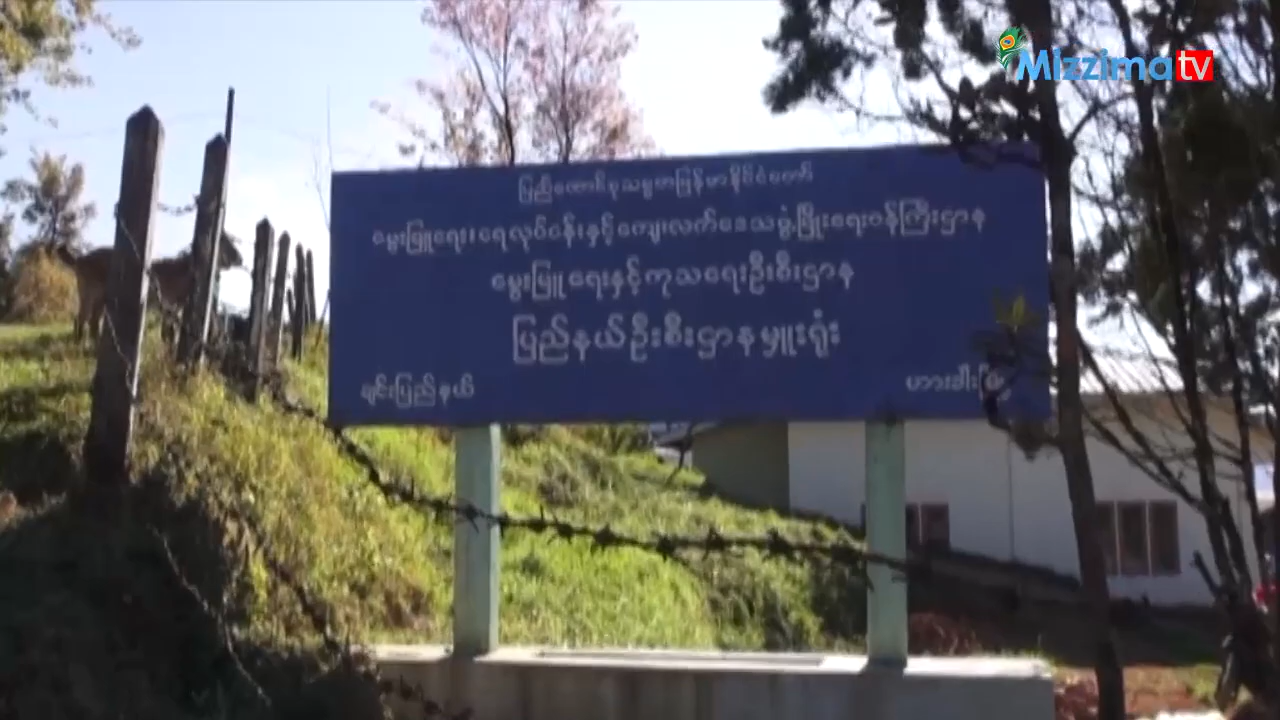 Mizzima tv
ပြည်ထောင်စုသမ္မတမြန်မာနိုင်ငံတော်
မွေးမြူရေး၊ရေလုပ်ငန်းနှင့်ကျေးလက်ဒေသဖွံ့ဖြိုးရေးဝန်ကြီးဌာန
မွေးမြူရေးနှင့်ကုသရေးဦးစီးဌာန
ပြည်နယ်ဦးစီးဌာနမှူးရုံး
ချင်းပြည်နယ် ဟားခါးမြို့